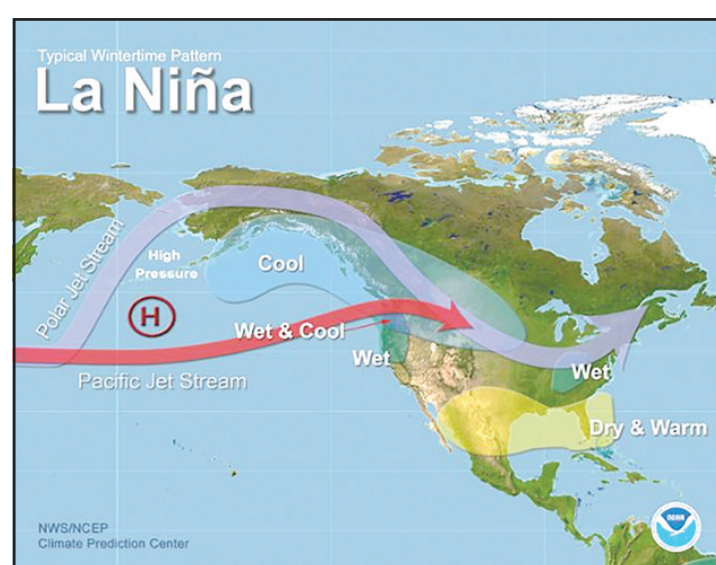 Typical Wintertime Pattern
La Niña
Polar Jet Stream
High
Pressure
H
Cool
Wet & Cool
Wet
Pacific Jet Stream
Wet
Dry & Warm
NWS/NCEP
Climate Prediction Center
NOAA